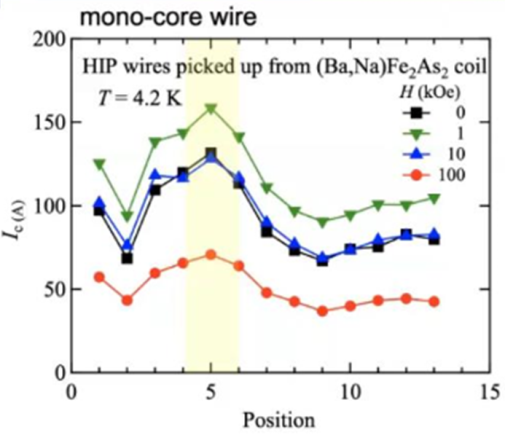 mono-core wire
200
HIP wires picked up from (Ba,Na)Fe₂As₂ coil
T = 4.2 K
H (kOe)
0
1
10
100
150
100
50
0
I_c (A)
0 5 10 15
Position